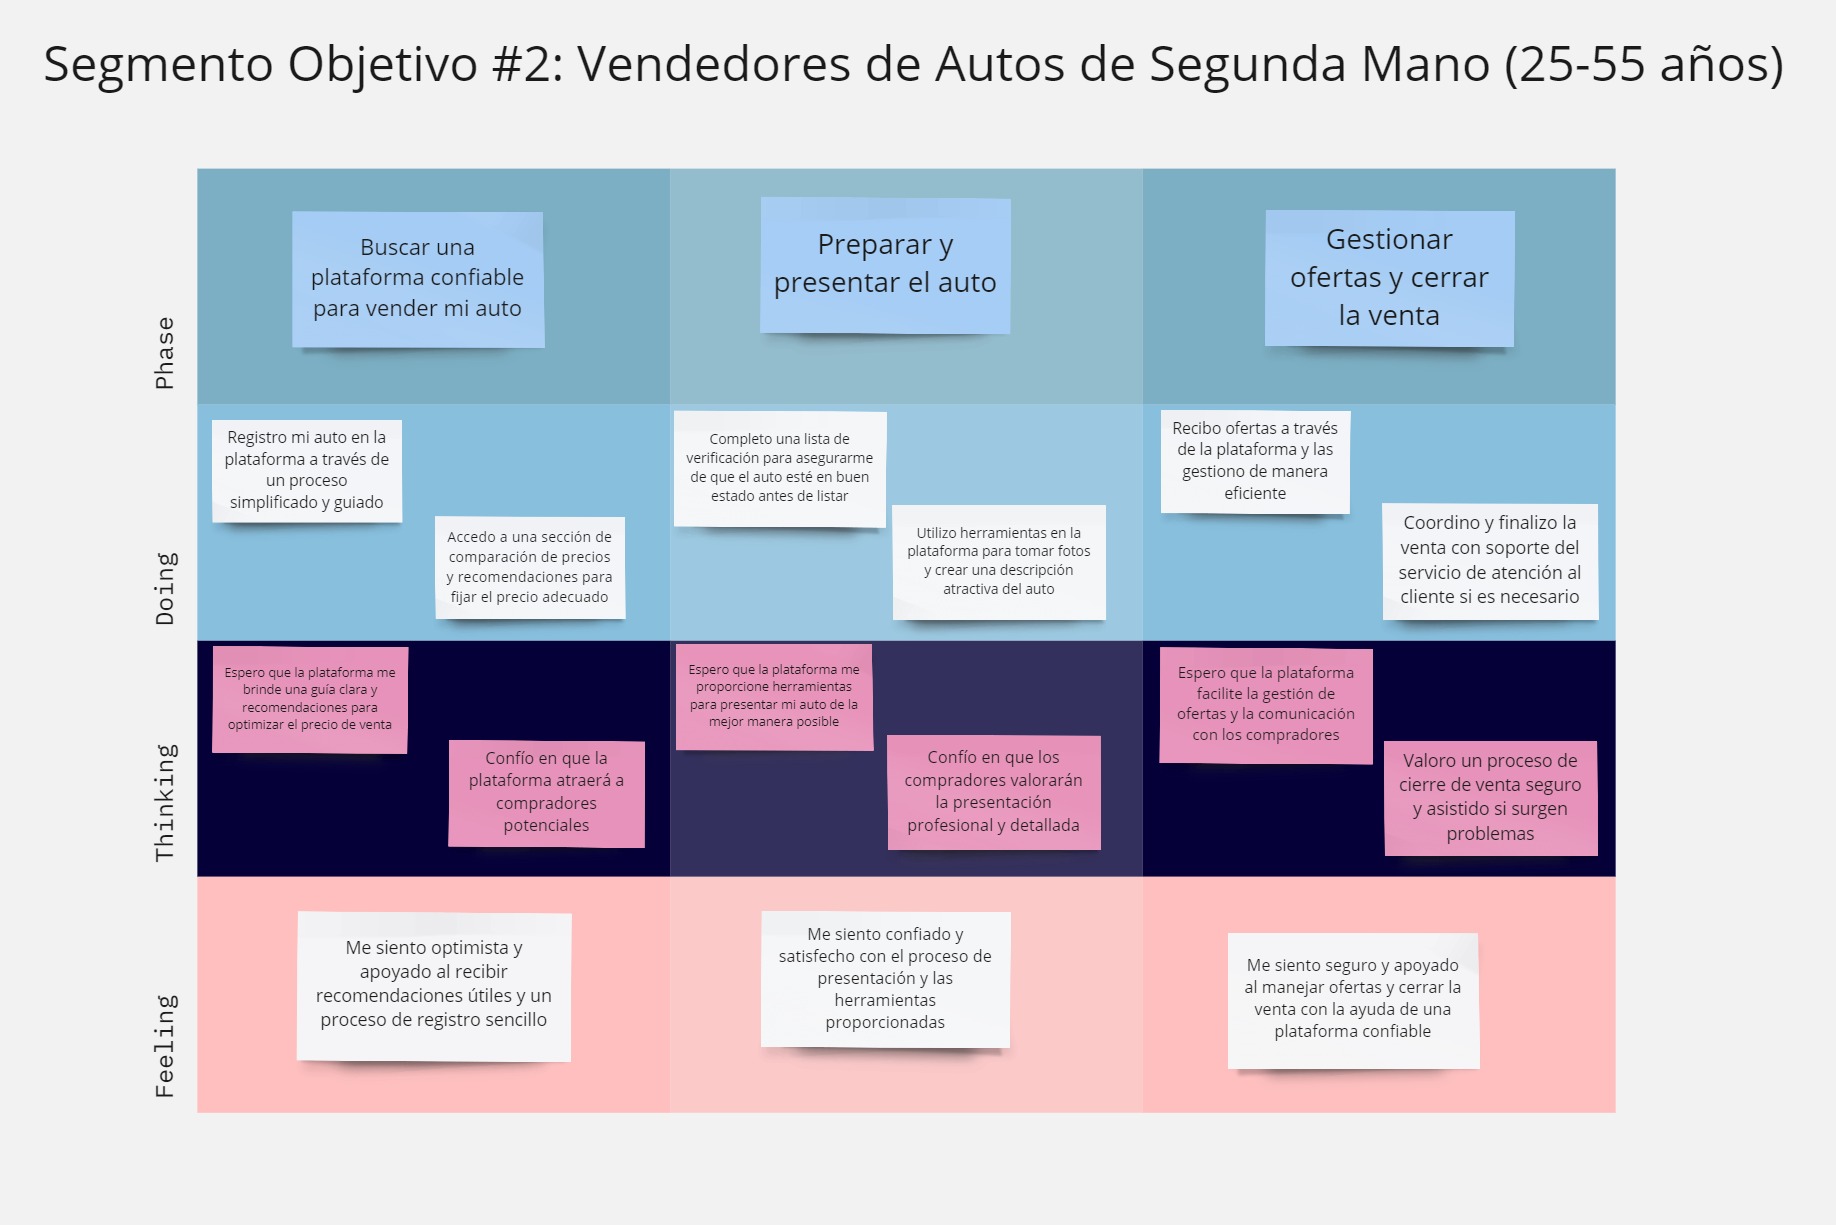 Segmento Objetivo #2: Vendedores de Autos de Segunda Mano (25-55 años)
Phase
Buscar una
plataforma confiable
para vender mi auto
Preparar y
presentar el auto
Gestionar
ofertas y cerrar
la venta
Doing
Registro mi auto en la
plataforma a través de
un proceso
simplificado y guiado
Accedo a una sección de
comparación de precios
y recomendaciones para
fijar el precio adecuado
Completo una lista de
verificación para asegurarme
de que el auto esté en buen
estado antes de listar
Utilizo herramientas en la
plataforma para tomar fotos
y crear una descripción
atractiva del auto
Recibo ofertas a través
de la plataforma y las
gestiono de manera
eficiente
Coordino y finalizo la
venta con soporte del
servicio de atención al
cliente si es necesario
Thinking
Espero que la plataforma me
brinde una guía clara y
recomendaciones para
optimizar el precio de venta
Confío en que la
plataforma atraerá a
compradores
potenciales
Espero que la plataforma me
proporcione herramientas
para presentar mi auto de la
mejor manera posible
Confío en que los
compradores valorarán
la presentación
profesional y detallada
Espero que la plataforma
facilite la gestión de
ofertas y la comunicación
con los compradores
Valoro un proceso de
cierre de venta seguro
y asistido si surgen
problemas
Feeling
Me siento optimista y
apoyado al recibir
recomendaciones útiles y un
proceso de registro sencillo
Me siento confiado y
satisfecho con el proceso de
presentación y las
herramientas
proporcionadas
Me siento seguro y apoyado
al manejar ofertas y cerrar la
venta con la ayuda de una
plataforma confiable